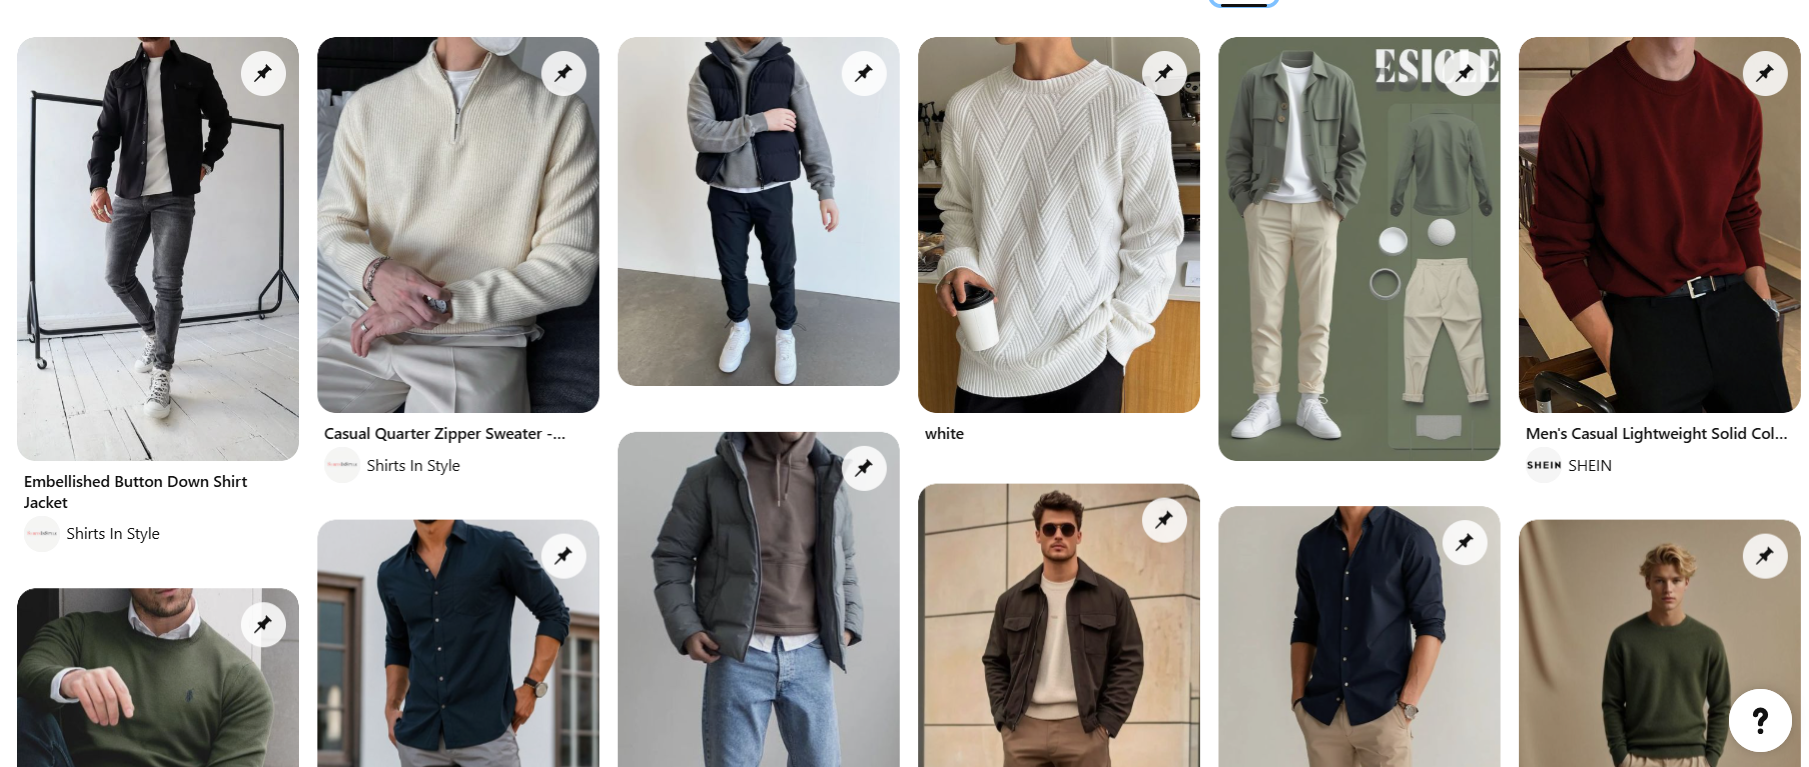 ESICLE
Embellished Button Down Shirt
Jacket
Shirts In Style
Casual Quarter Zipper Sweater -...
Shirts In Style
white
Men's Casual Lightweight Solid Col...
SHEIN SHEIN
?